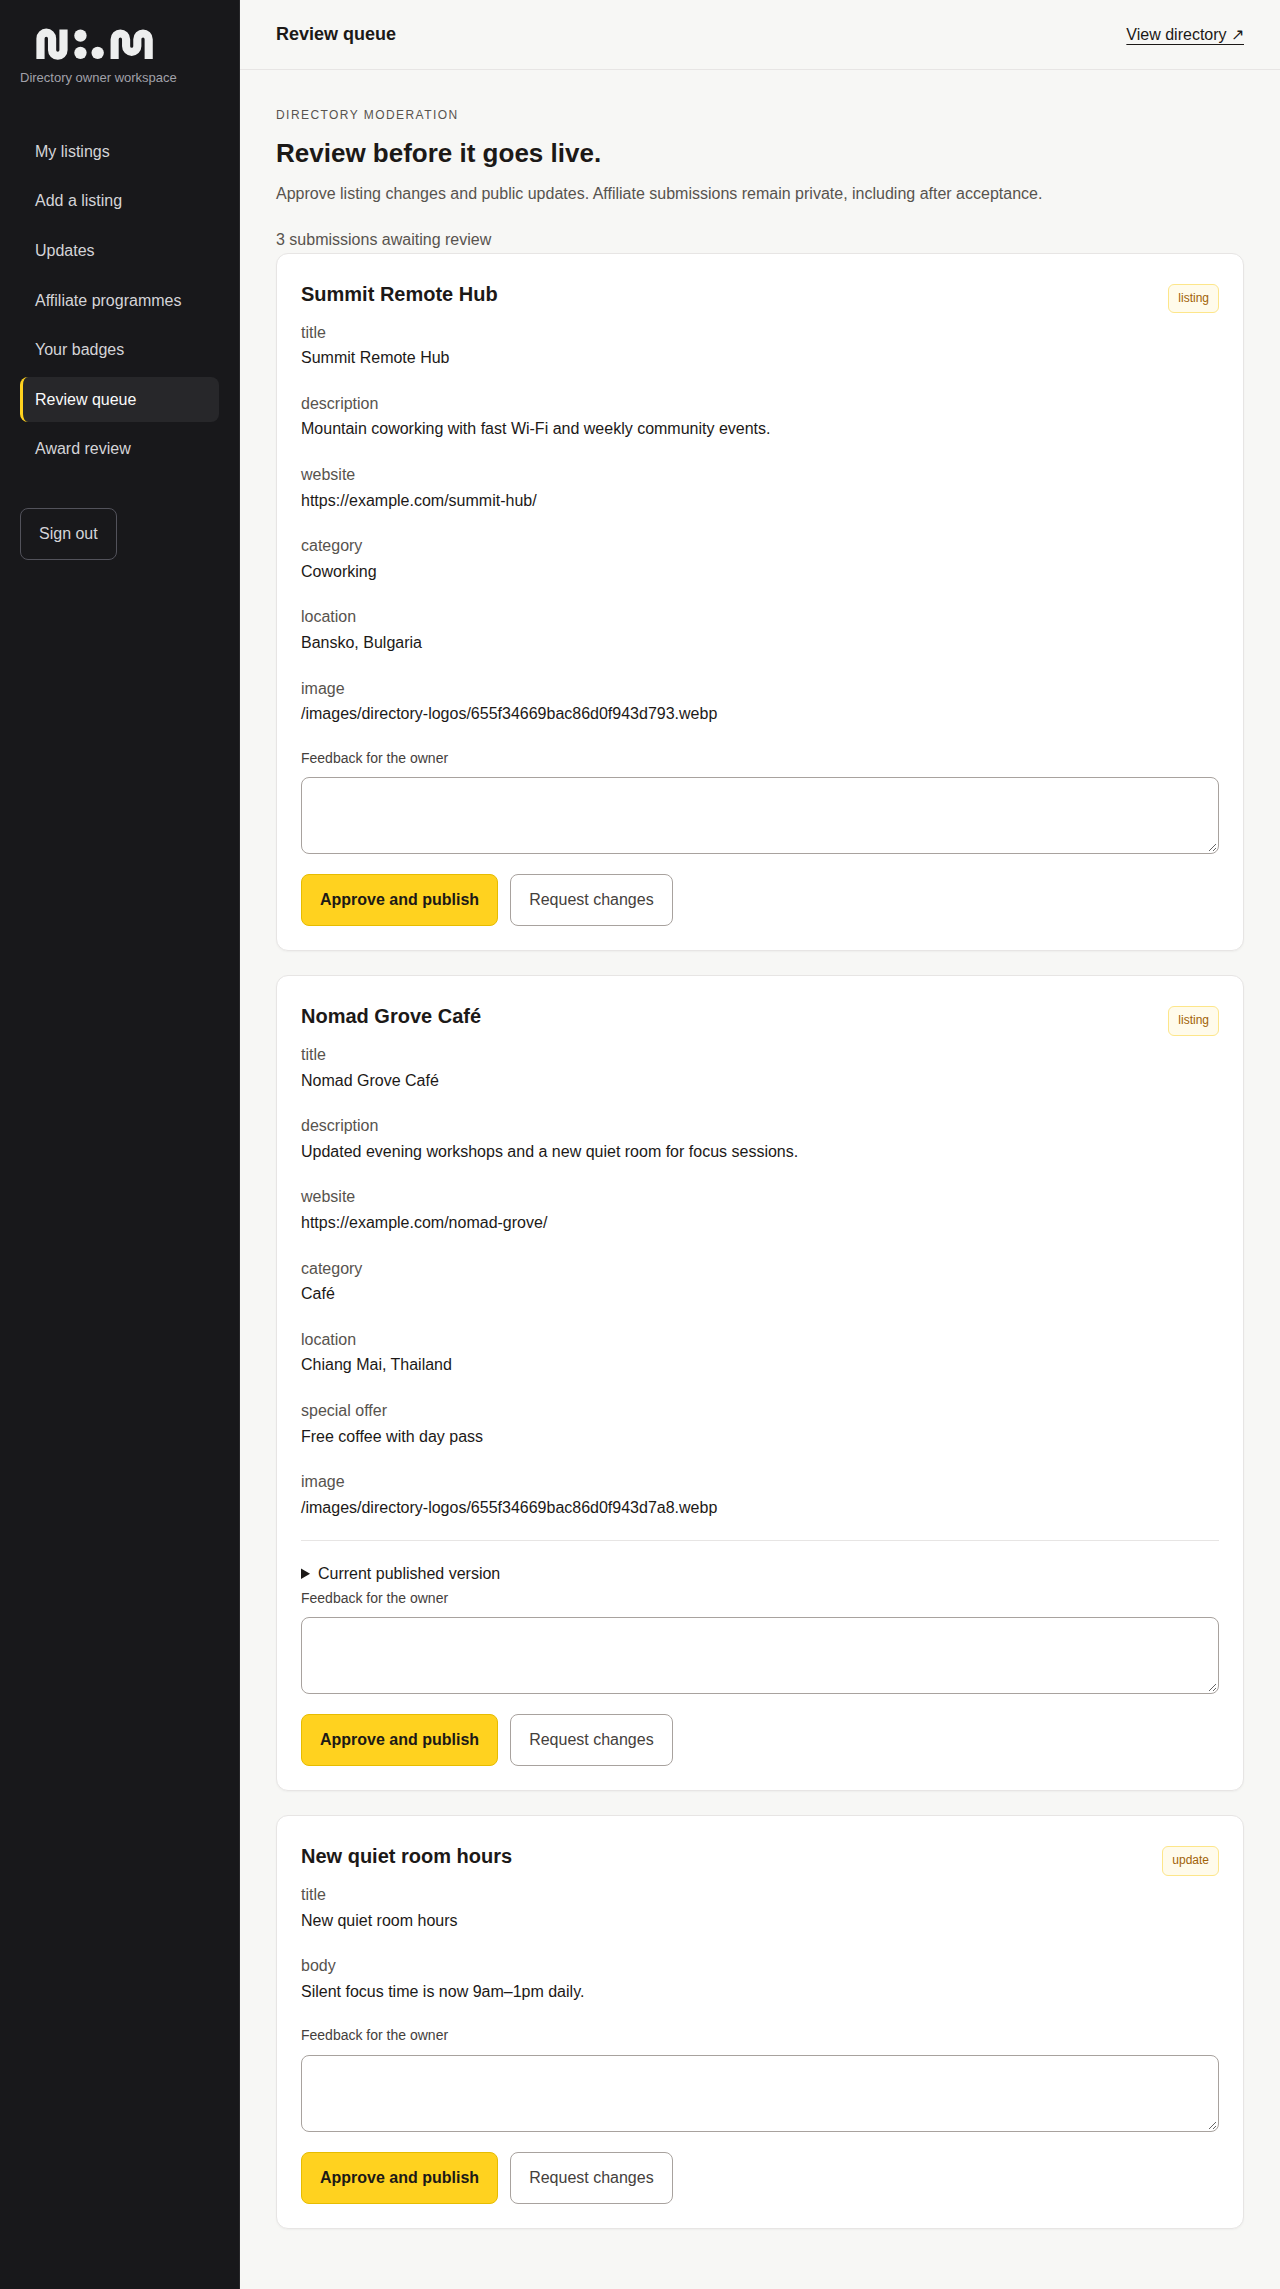 Directory owner workspace
My listings
Add a listing
Updates
Affiliate programmes
Your badges
Review queue
Award review
Sign out
Review queue
View directory ↗
DIRECTORY MODERATION
Review before it goes live.
Approve listing changes and public updates. Affiliate submissions remain private, including after acceptance.
3 submissions awaiting review
Summit Remote Hub
listing
title
Summit Remote Hub
description
Mountain coworking with fast Wi-Fi and weekly community events.
website
https://example.com/summit-hub/
category
Coworking
location
Bansko, Bulgaria
image
/images/directory-logos/655f34669bac86d0f943d793.webp
Feedback for the owner
Approve and publish
Request changes
Nomad Grove Café
listing
title
Nomad Grove Café
description
Updated evening workshops and a new quiet room for focus sessions.
website
https://example.com/nomad-grove/
category
Café
location
Chiang Mai, Thailand
special offer
Free coffee with day pass
image
/images/directory-logos/655f34669bac86d0f943d7a8.webp
Current published version
Feedback for the owner
Approve and publish
Request changes
New quiet room hours
update
title
New quiet room hours
body
Silent focus time is now 9am–1pm daily.
Feedback for the owner
Approve and publish
Request changes